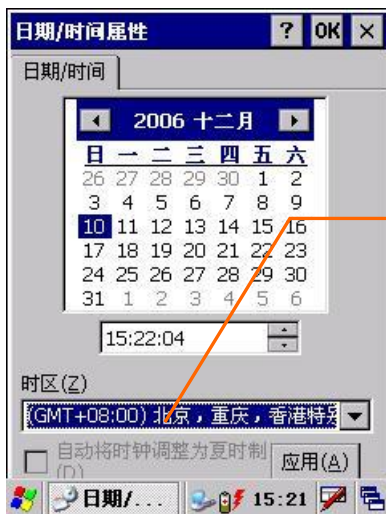 日期/时间属性 ? OK ×
日期/时间
2006 十二月
日 一 二 三 四 五 六
26 27 28 29 30 1 2
3 4 5 6 7 8 9
10 11 12 13 14 15 16
17 18 19 20 21 22 23
24 25 26 27 28 29 30
31 1 2 3 4 5 6
15:22:04
时区(Z)
(GMT+08:00) 北京，重庆，香港特
自动将时钟调整为夏时制(D)
应用(A)
日期/... 15:21